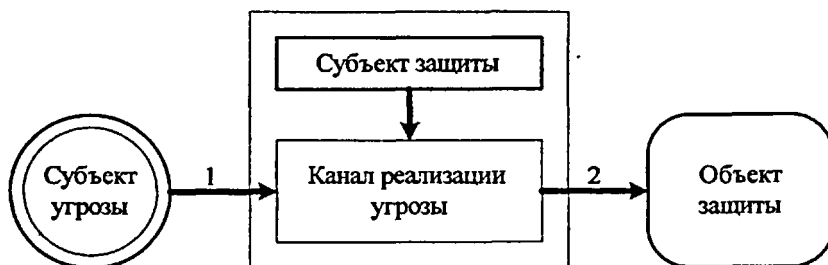 Субъект защиты
Субъект
угрозы
1
Канал реализации
угрозы
2
Объект
защиты